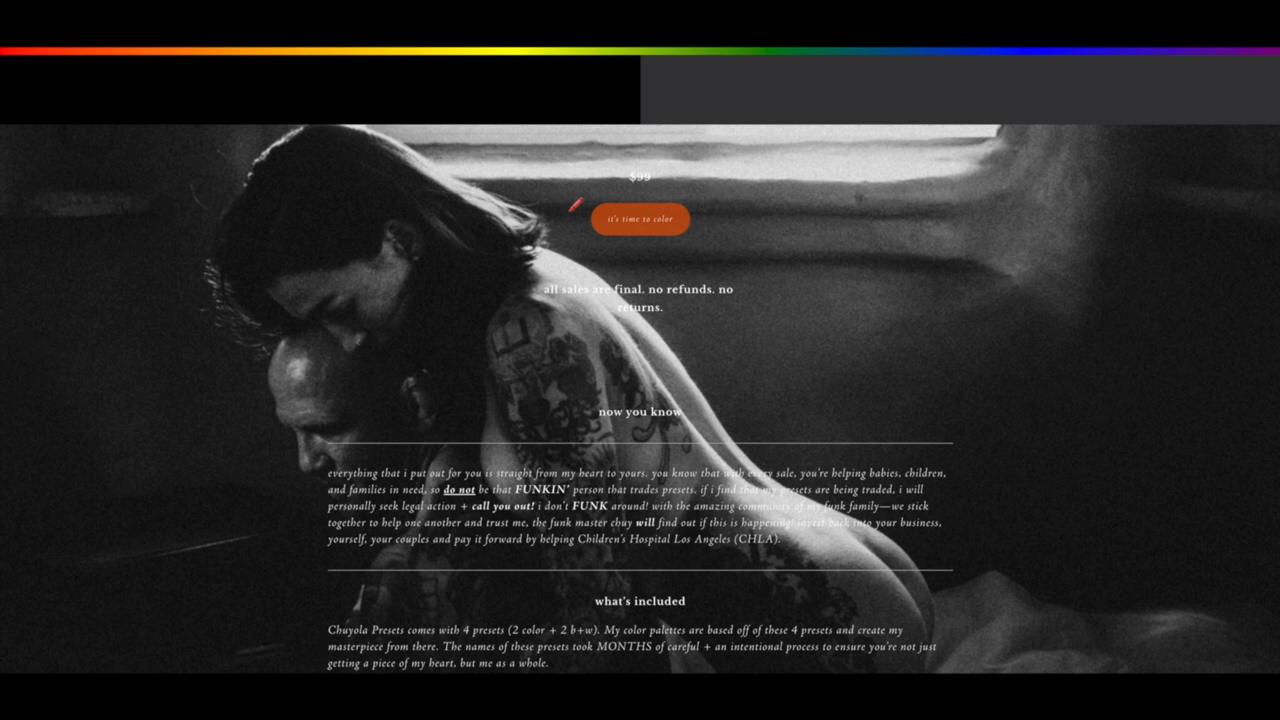 $99
it's time to color
all sales are final. no refunds. no
returns.
now you know
everything that i put out for you is straight from my heart to yours. you know that with every sale, you're helping babies, children,
and families in need, so do not be that FUNKIN' person that trades presets. if i find that my presets are being traded, i will
personally seek legal action + call you out! i don't FUNK around! with the amazing community of my funk family—we stick
together to help one another and trust me, the funk master chuy will find out if this is happening! invest back into your business,
yourself, your couples and pay it forward by helping Children's Hospital Los Angeles (CHLA).
what's included
Chuyola Presets comes with 4 presets (2 color + 2 b+w). My color palettes are based off of these 4 presets and create my
masterpiece from there. The names of these presets took MONTHS of careful + an intentional process to ensure you're not just
getting a piece of my heart, but me as a whole.